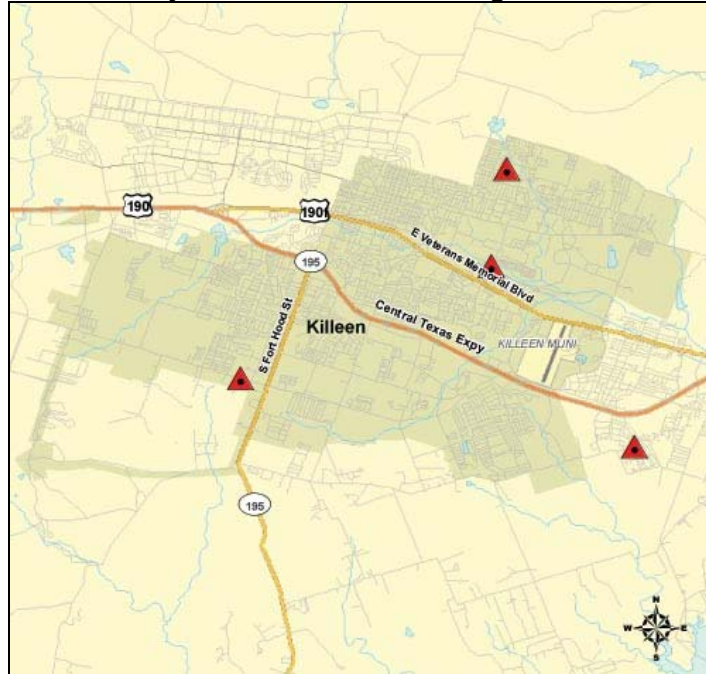 190
190
E Veterans Memorial Blvd
195
S Fort Hood St
Killeen
Central Texas Expy
KILLEEN MUNI
195
N
W E
S